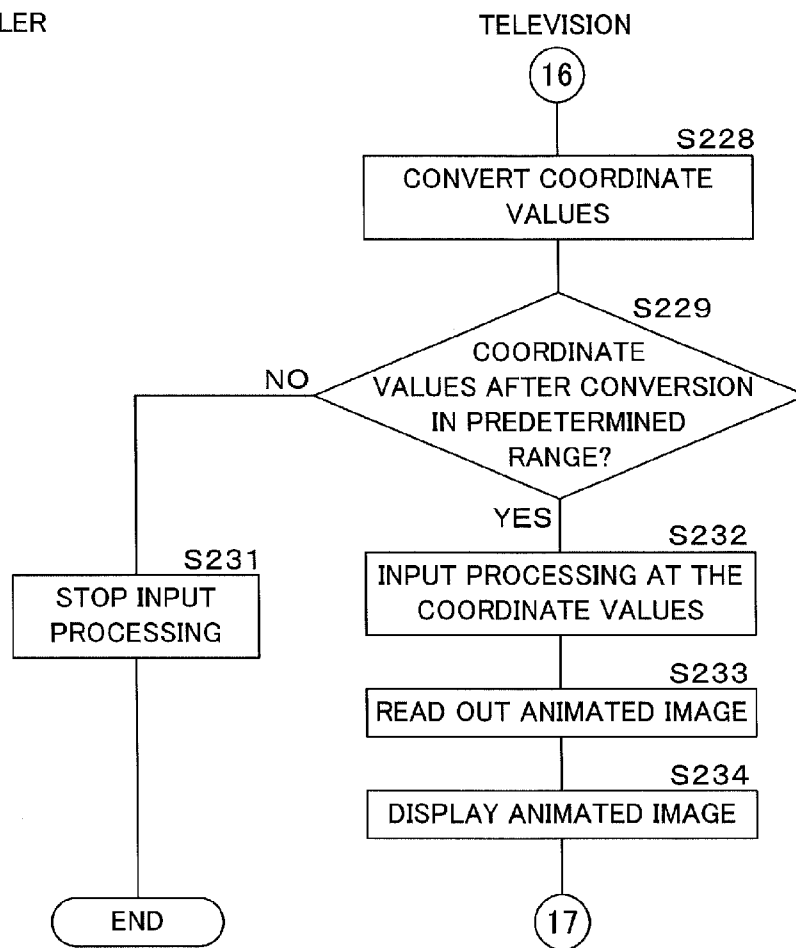 LER
TELEVISION
16
S228
CONVERT COORDINATE
VALUES
S229
COORDINATE
VALUES AFTER CONVERSION
IN PREDETERMINED
RANGE?
NO
YES
S231
STOP INPUT
PROCESSING
S232
INPUT PROCESSING AT THE
COORDINATE VALUES
S233
READ OUT ANIMATED IMAGE
S234
DISPLAY ANIMATED IMAGE
END
17